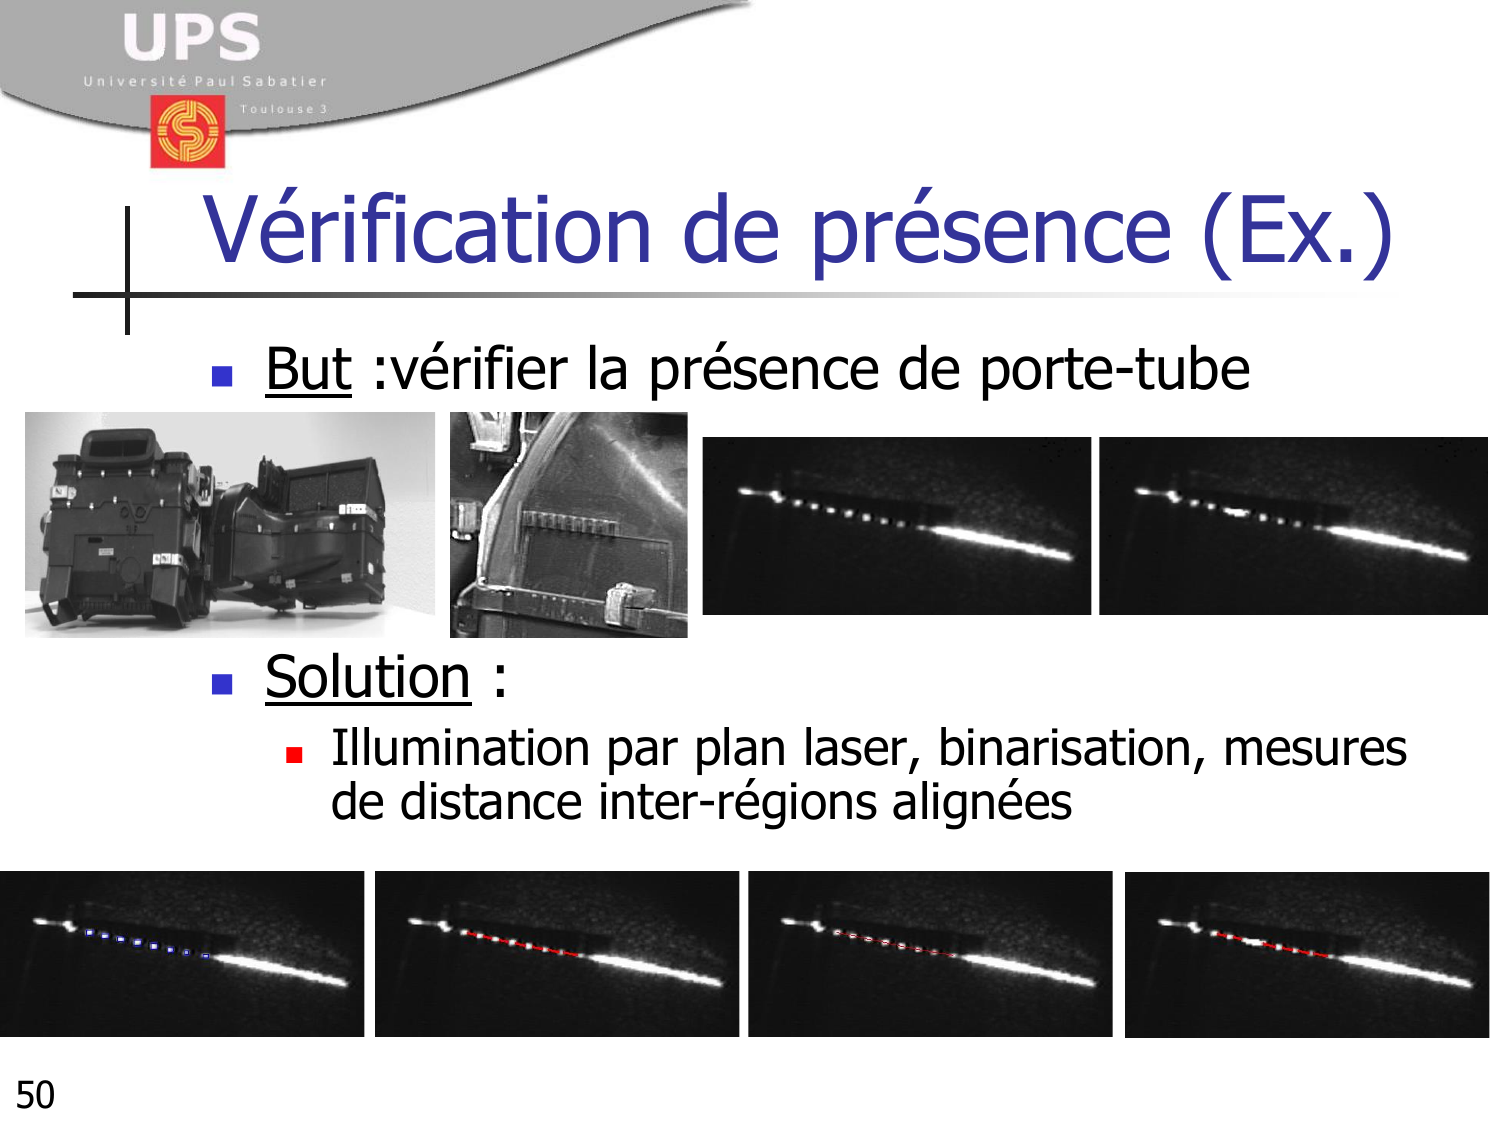 UPS
Université Paul Sabatier
Toulouse 3
Vérification de présence (Ex.)
But :vérifier la présence de porte-tube
Solution :
Illumination par plan laser, binarisation, mesures
de distance inter-régions alignées
50